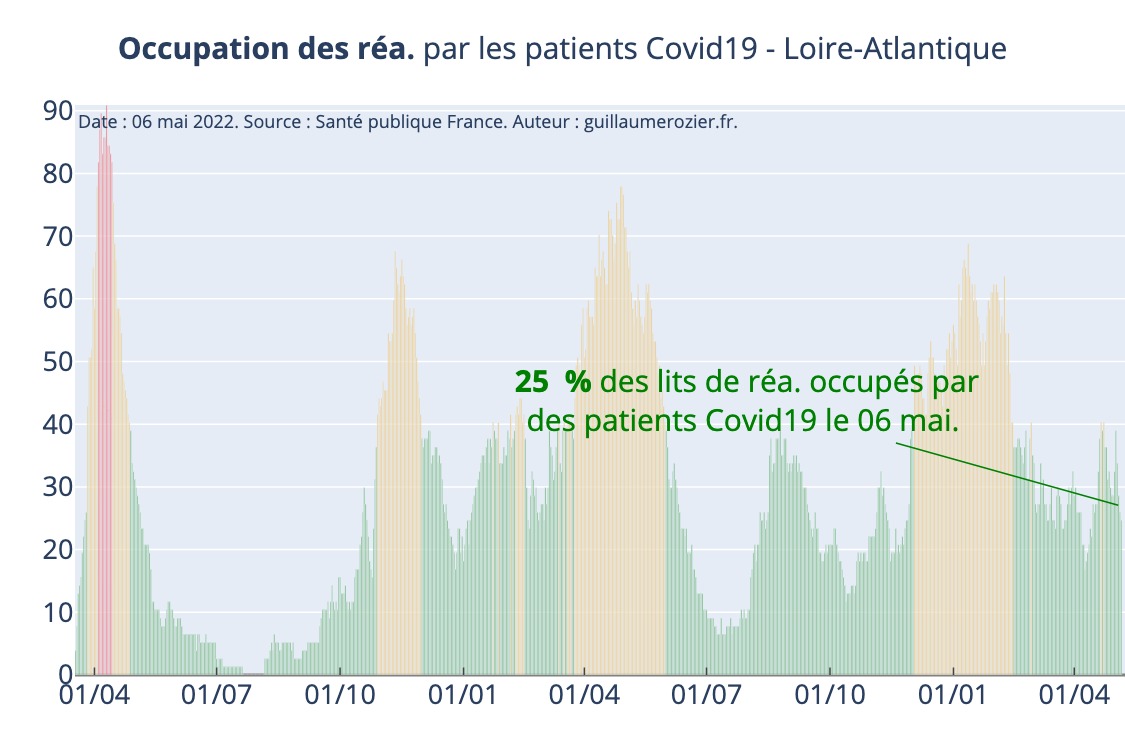 Occupation des réa. par les patients Covid19 - Loire-Atlantique
90
Date : 06 mai 2022. Source : Santé publique France. Auteur : guillaumerozier.fr.
80
70
60
50
25 % des lits de réa. occupés par
40
des patients Covid19 le 06 mai.
30
20
10
0
01/04 01/07 01/10 01/01 01/04 01/07 01/10 01/01 01/04